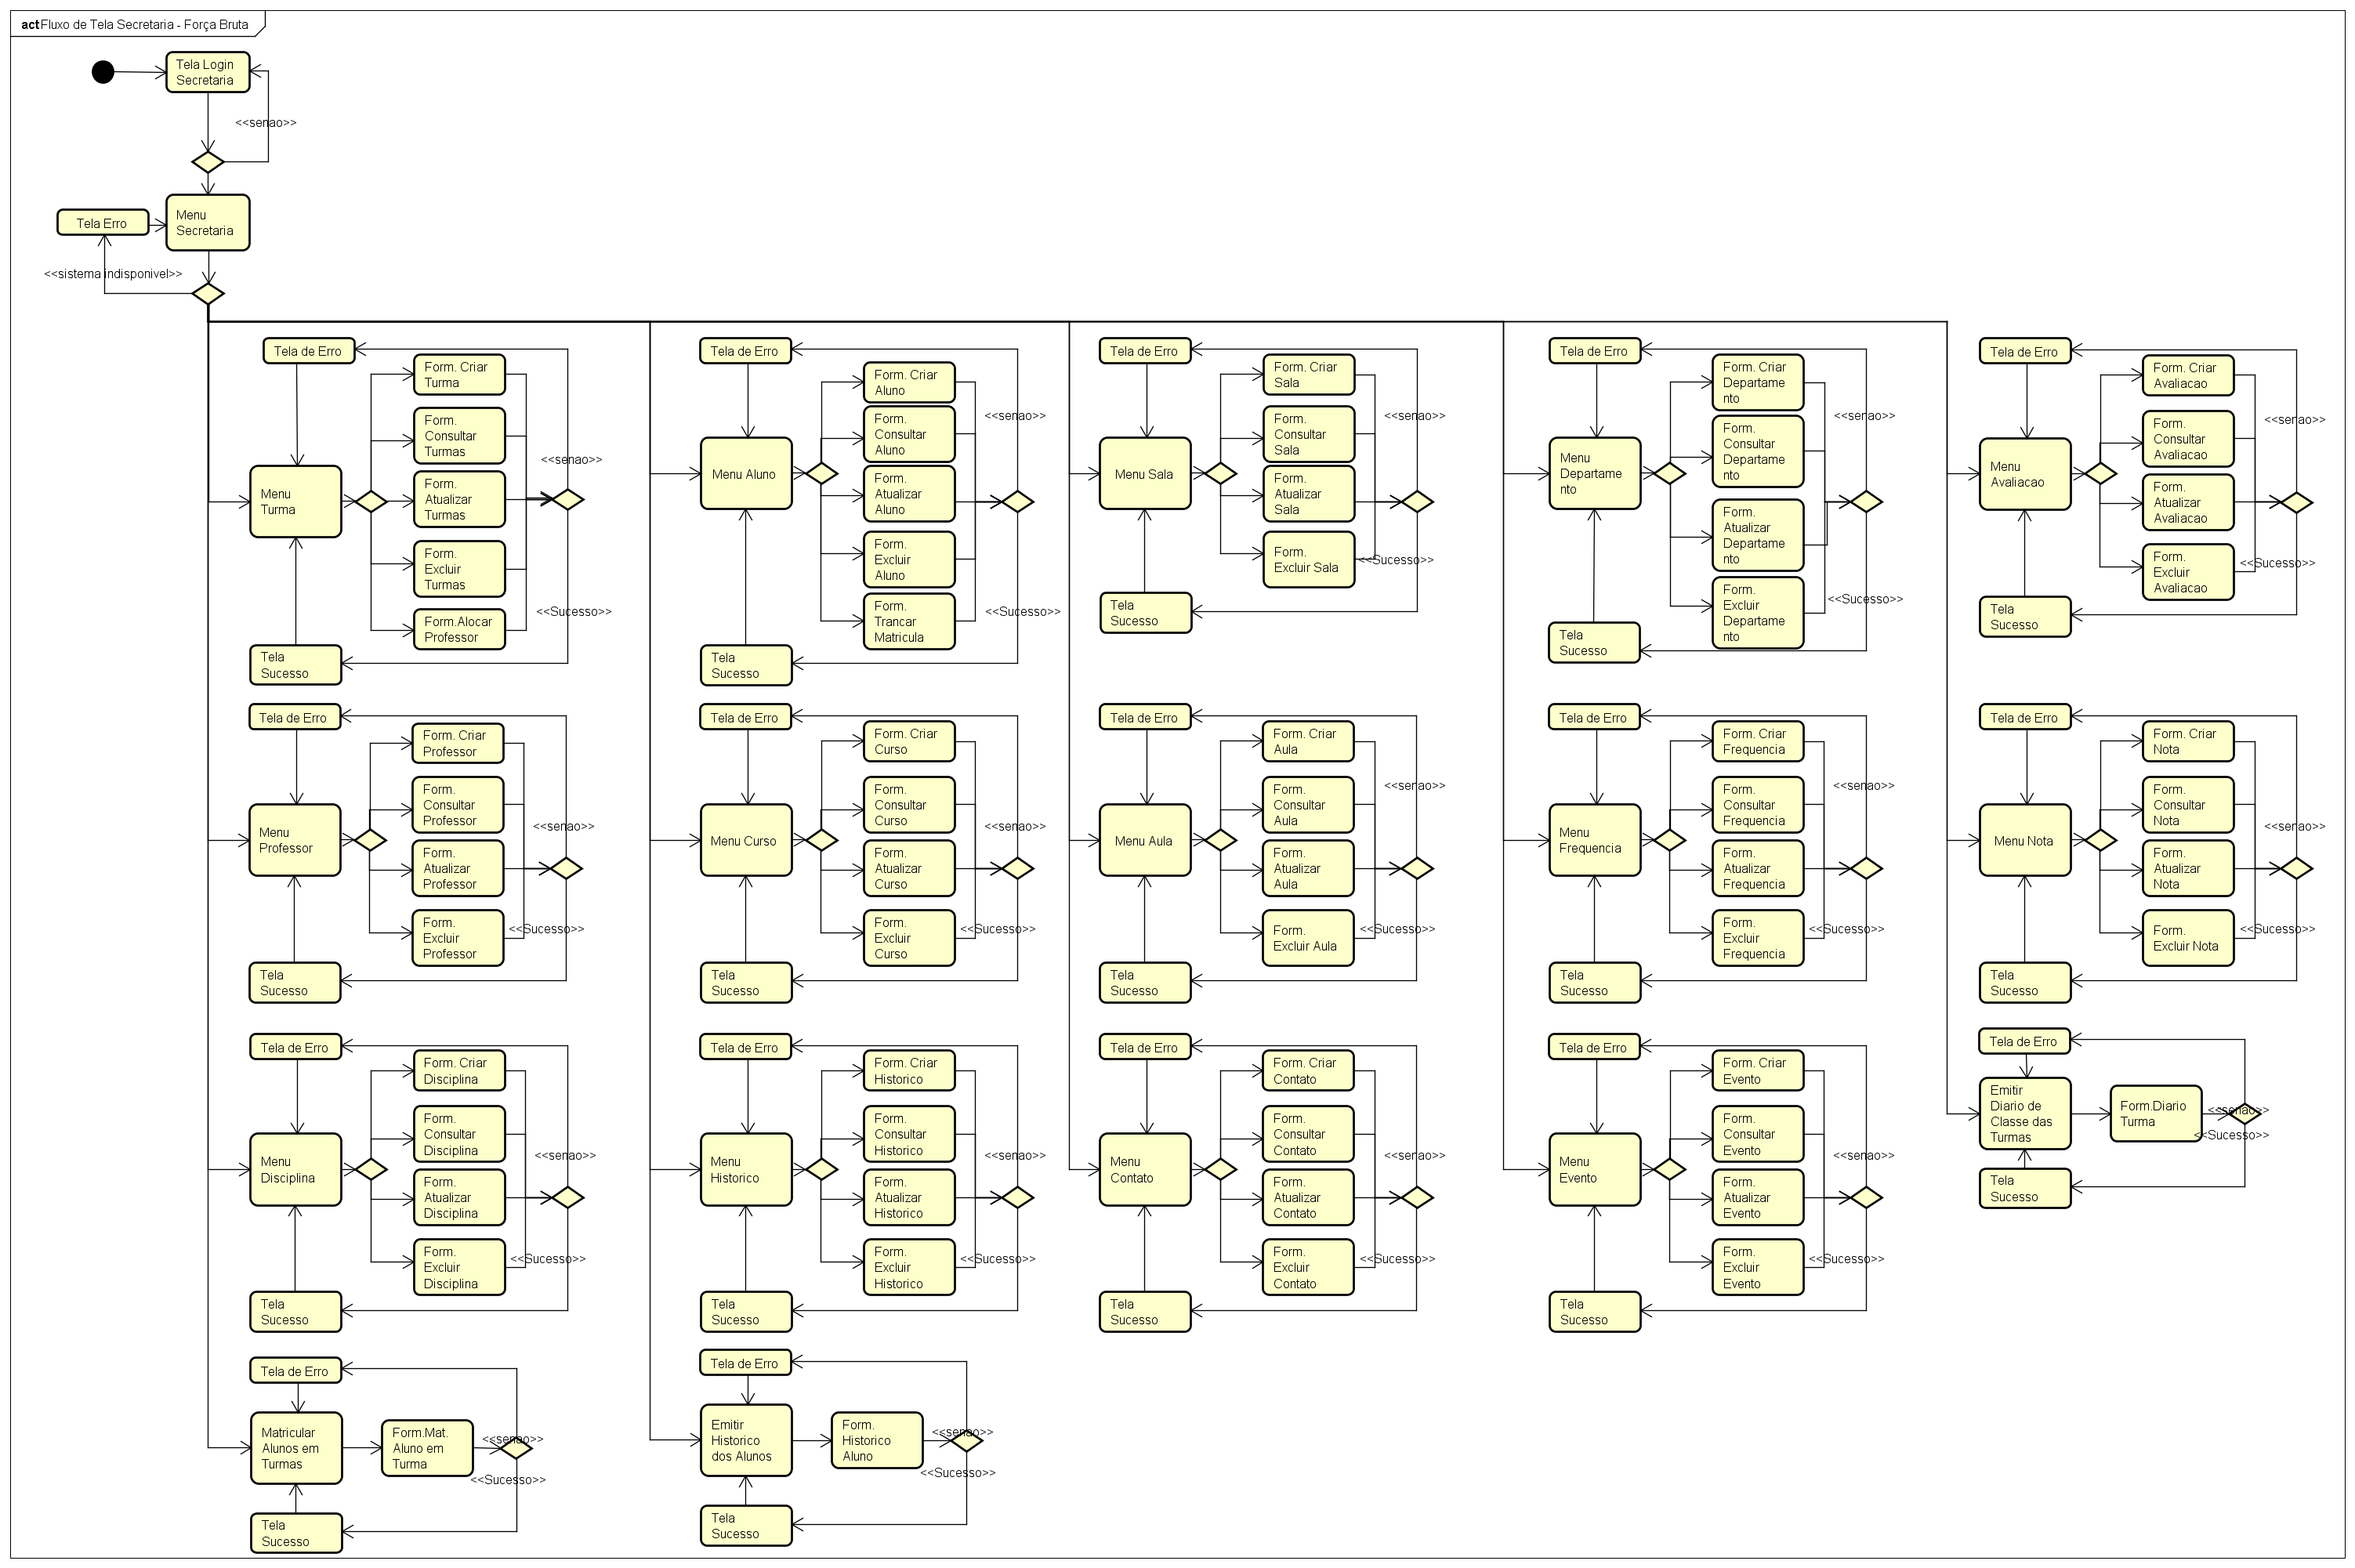 act Fluxo de Tela Secretaria - Força Bruta
Tela Login
Secretaria
<<senao>>
Tela Erro
Menu
Secretaria
<<sistema indisponivel>>
Tela de Erro
Form. Criar
Turma
Form.
Consultar
Turmas
<<senao>>
Menu
Turma
Form.
Atualizar
Turmas
Form.
Excluir
Turmas
Form.Alocar
Professor
<<Sucesso>>
Tela
Sucesso
Tela de Erro
Form. Criar
Aluno
<<senao>>
Form.
Consultar
Aluno
Menu Aluno
Form.
Atualizar
Aluno
Form.
Excluir
Aluno
Form.
Trancar
Matricula
<<Sucesso>>
Tela
Sucesso
Tela de Erro
Form. Criar
Sala
<<senao>>
Form.
Consultar
Sala
Menu Sala
Form.
Atualizar
Sala
Form.
Excluir Sala
<<Sucesso>>
Tela
Sucesso
Tela de Erro
Form. Criar
Departame
nto
<<senao>>
Form.
Consultar
Departame
nto
Menu
Departame
nto
Form.
Atualizar
Departame
nto
Form.
Excluir
Departame
nto
<<Sucesso>>
Tela
Sucesso
Tela de Erro
Form. Criar
Avaliacao
<<senao>>
Form.
Consultar
Avaliacao
Menu
Avaliacao
Form.
Atualizar
Avaliacao
Form.
Excluir
Avaliacao
<<Sucesso>>
Tela
Sucesso
Tela de Erro
Form. Criar
Professor
Form.
Consultar
Professor
<<senao>>
Menu
Professor
Form.
Atualizar
Professor
Form.
Excluir
Professor
<<Sucesso>>
Tela
Sucesso
Tela de Erro
Form. Criar
Curso
Form.
Consultar
Curso
<<senao>>
Menu Curso
Form.
Atualizar
Curso
Form.
Excluir
Curso
<<Sucesso>>
Tela
Sucesso
Tela de Erro
Form. Criar
Aula
<<senao>>
Form.
Consultar
Aula
Menu Aula
Form.
Atualizar
Aula
Form.
Excluir Aula
<<Sucesso>>
Tela
Sucesso
Tela de Erro
Form. Criar
Frequencia
<<senao>>
Form.
Consultar
Frequencia
Menu
Frequencia
Form.
Atualizar
Frequencia
Form.
Excluir
Frequencia
<<Sucesso>>
Tela
Sucesso
Tela de Erro
Form. Criar
Nota
Form.
Consultar
Nota
<<senao>>
Menu Nota
Form.
Atualizar
Nota
Form.
Excluir Nota
<<Sucesso>>
Tela
Sucesso
Tela de Erro
Form. Criar
Disciplina
Form.
Consultar
Disciplina
<<senao>>
Menu
Disciplina
Form.
Atualizar
Disciplina
Form.
Excluir
Disciplina
<<Sucesso>>
Tela
Sucesso
Tela de Erro
Form. Criar
Historico
Form.
Consultar
Historico
<<senao>>
Menu
Historico
Form.
Atualizar
Historico
Form.
Excluir
Historico
<<Sucesso>>
Tela
Sucesso
Tela de Erro
Form. Criar
Contato
Form.
Consultar
Contato
<<senao>>
Menu
Contato
Form.
Atualizar
Contato
Form.
Excluir
Contato
<<Sucesso>>
Tela
Sucesso
Tela de Erro
Form. Criar
Evento
Form.
Consultar
Evento
<<senao>>
Menu
Evento
Form.
Atualizar
Evento
Form.
Excluir
Evento
<<Sucesso>>
Tela
Sucesso
Tela de Erro
Emitir
Diario de
Classe das
Turmas
Form.Diario
Turma
<<senao>>
<<Sucesso>>
Tela
Sucesso
Tela de Erro
Matricular
Alunos em
Turmas
Form.Mat.
Aluno em
Turma
<<senao>>
<<Sucesso>>
Tela
Sucesso
Tela de Erro
Emitir
Historico
dos Alunos
Form.
Historico
Aluno
<<senao>>
<<Sucesso>>
Tela
Sucesso